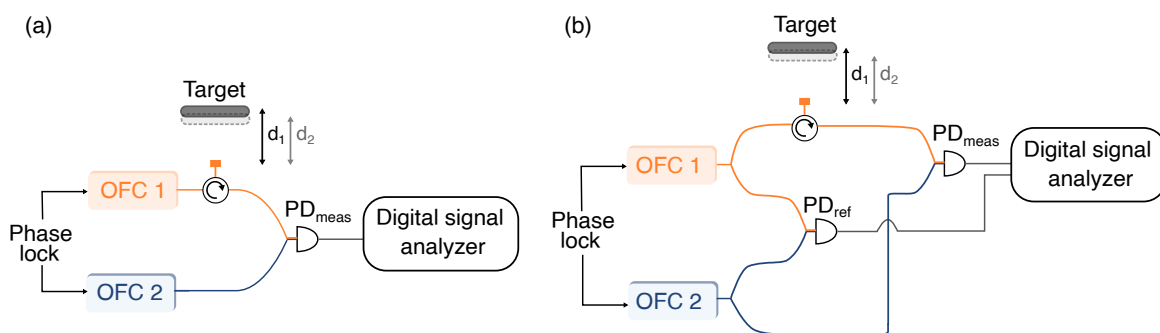 (a)
Target
d1
d2
OFC 1
PDmeas
Phase
lock
Digital signal
analyzer
OFC 2
(b)
Target
d1
d2
PDmeas
OFC 1
Digital signal
analyzer
PDref
Phase
lock
OFC 2